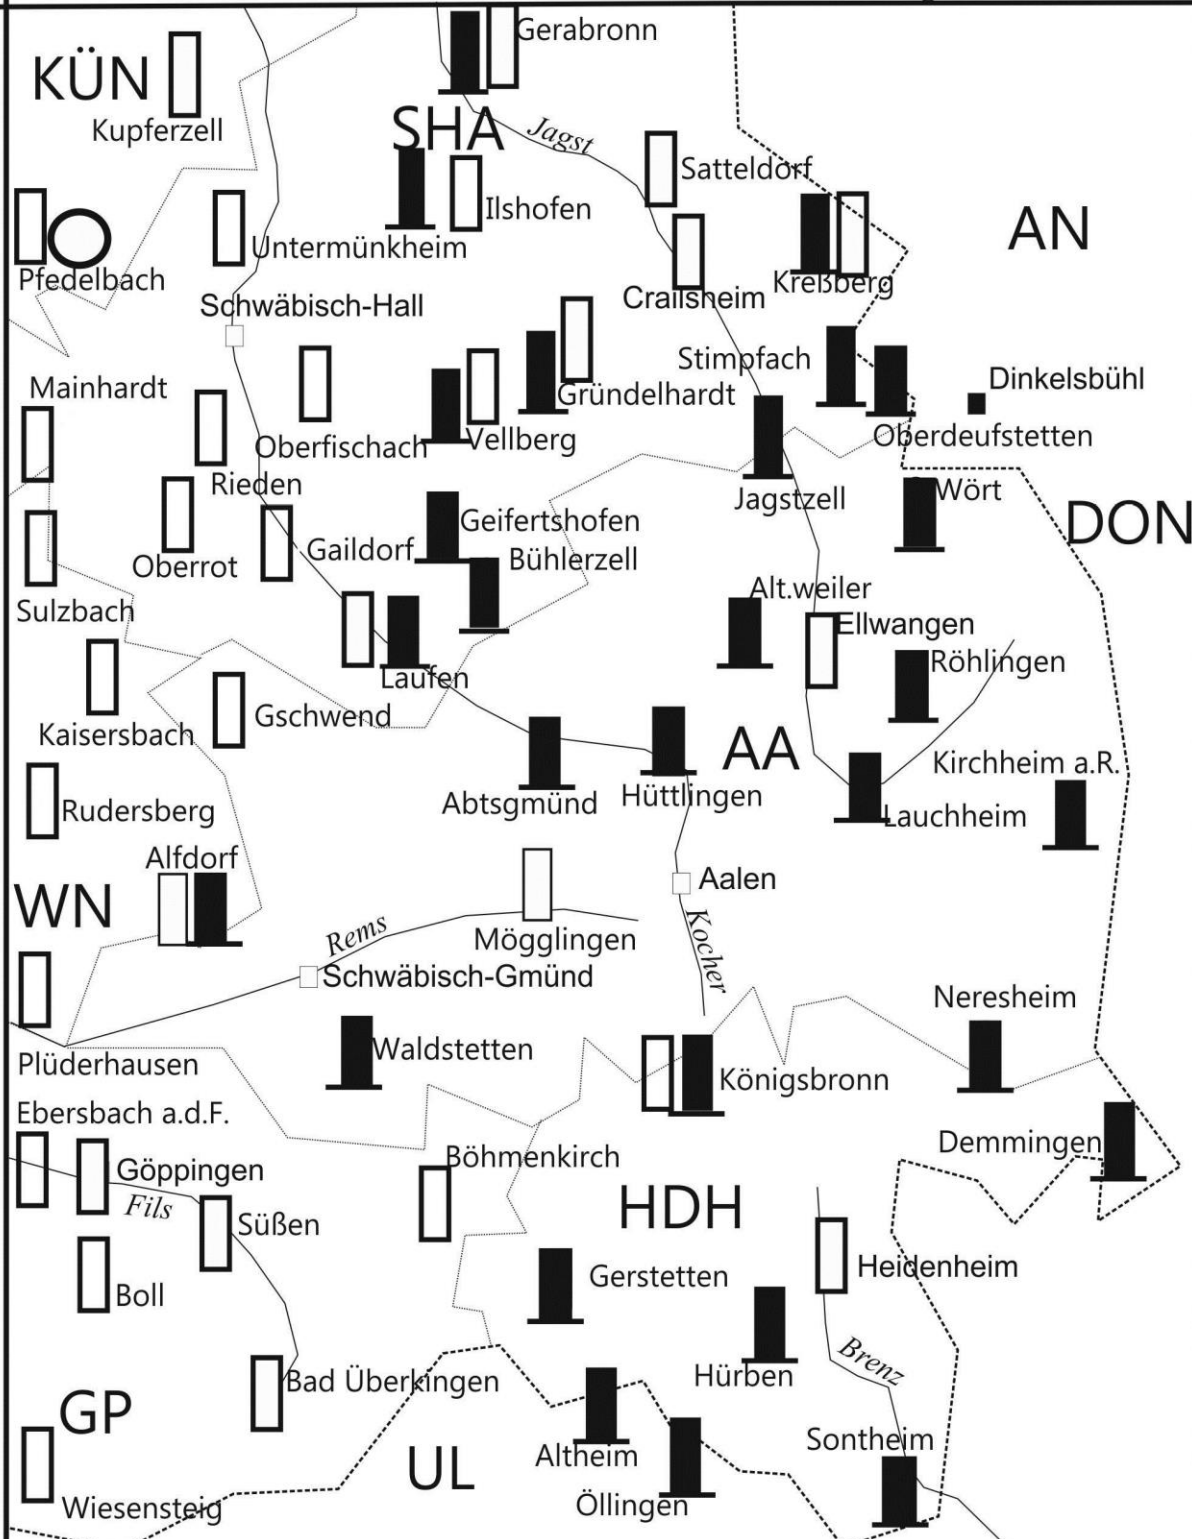 Gerabronn
KÜN
Kupferzell
SHA
Jagst
Satteldorf
Ilshofen
AN
Untermünkheim
Pfedelbach
Kreßberg
Crailsheim
Schwäbisch-Hall
Stimpfach
Dinkelsbühl
Mainhardt
Gründelhardt
Oberfischach
Vellberg
Oberdeufstetten
Rieden
Jagstzell
Wört
DON
Geifertshofen
Gaildorf
Bühlerzell
Oberrot
Alt.weiler
Sulzbach
Ellwangen
Röhlingen
Laufen
Gschwend
Kaisersbach
AA
Kirchheim a.R.
Hüttlingen
Abtsgmünd
Rudersberg
Lauchheim
Alfdorf
Aalen
WN
Rems
Mögglingen
Kocher
Schwäbisch-Gmünd
Neresheim
Waldstetten
Plüderhausen
Königsbronn
Ebersbach a.d.F.
Demmingen
Böhmenkirch
Göppingen
Fils
HDH
Süßen
Heidenheim
Gerstetten
Boll
Brenz
Hürben
Bad Überkingen
GP
Sontheim
Altheim
UL
Öllingen
Wiesensteig